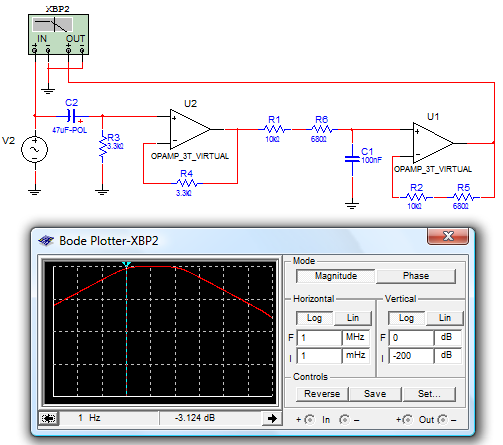 XBP2
IN OUT
C2
47uF-POL
V2
R3
3.3kΩ
U2
OPAMP_3T_VIRTUAL
R4
3.3kΩ
R1
10kΩ
R6
680Ω
C1
100nF
U1
OPAMP_3T_VIRTUAL
R2
10kΩ
R5
680Ω
Bode Plotter-XBP2
Mode
Magnitude Phase
Horizontal Vertical
Log Lin Log Lin
F 1 MHz F 0 dB
I 1 mHz I -200 dB
Controls
Reverse Save Set...
1 Hz -3.124 dB + In - + Out -